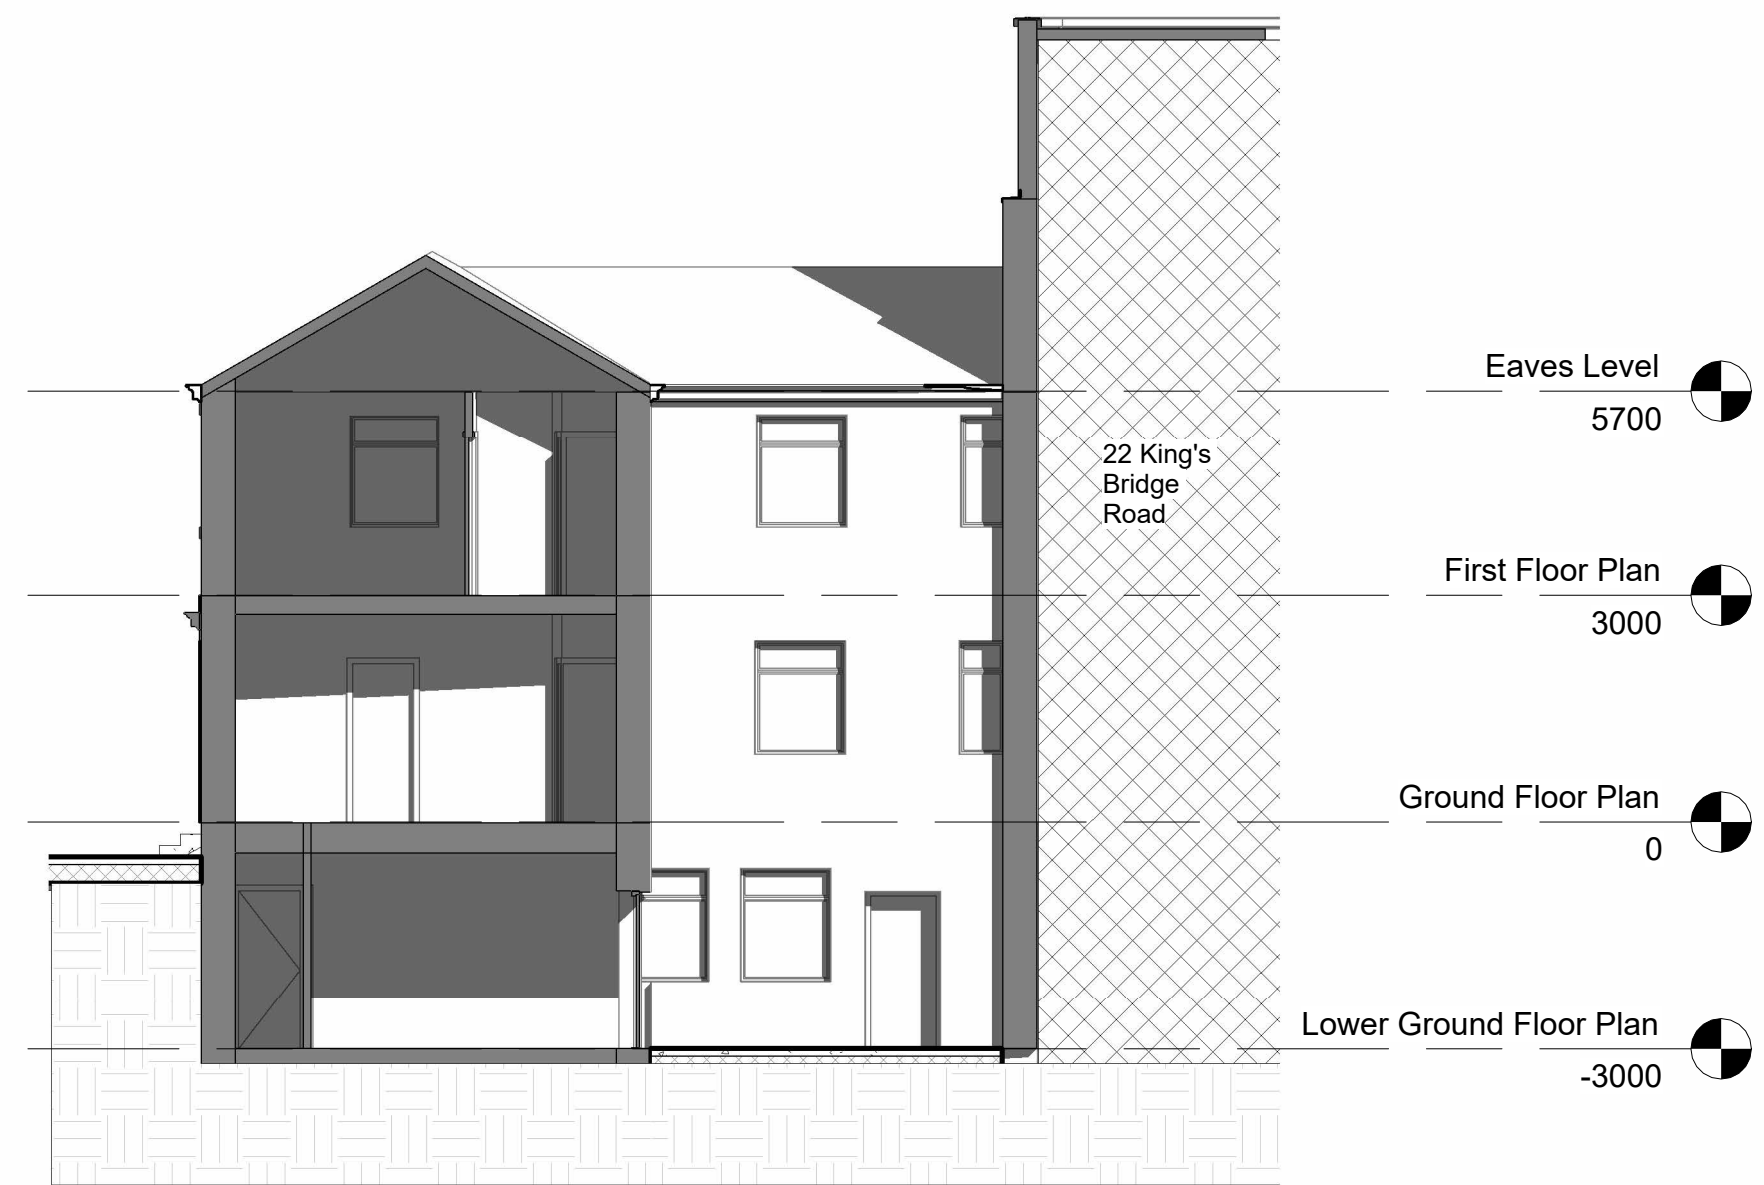 Eaves Level
5700
22 King's
Bridge
Road
First Floor Plan
3000
Ground Floor Plan
0
Lower Ground Floor Plan
-3000